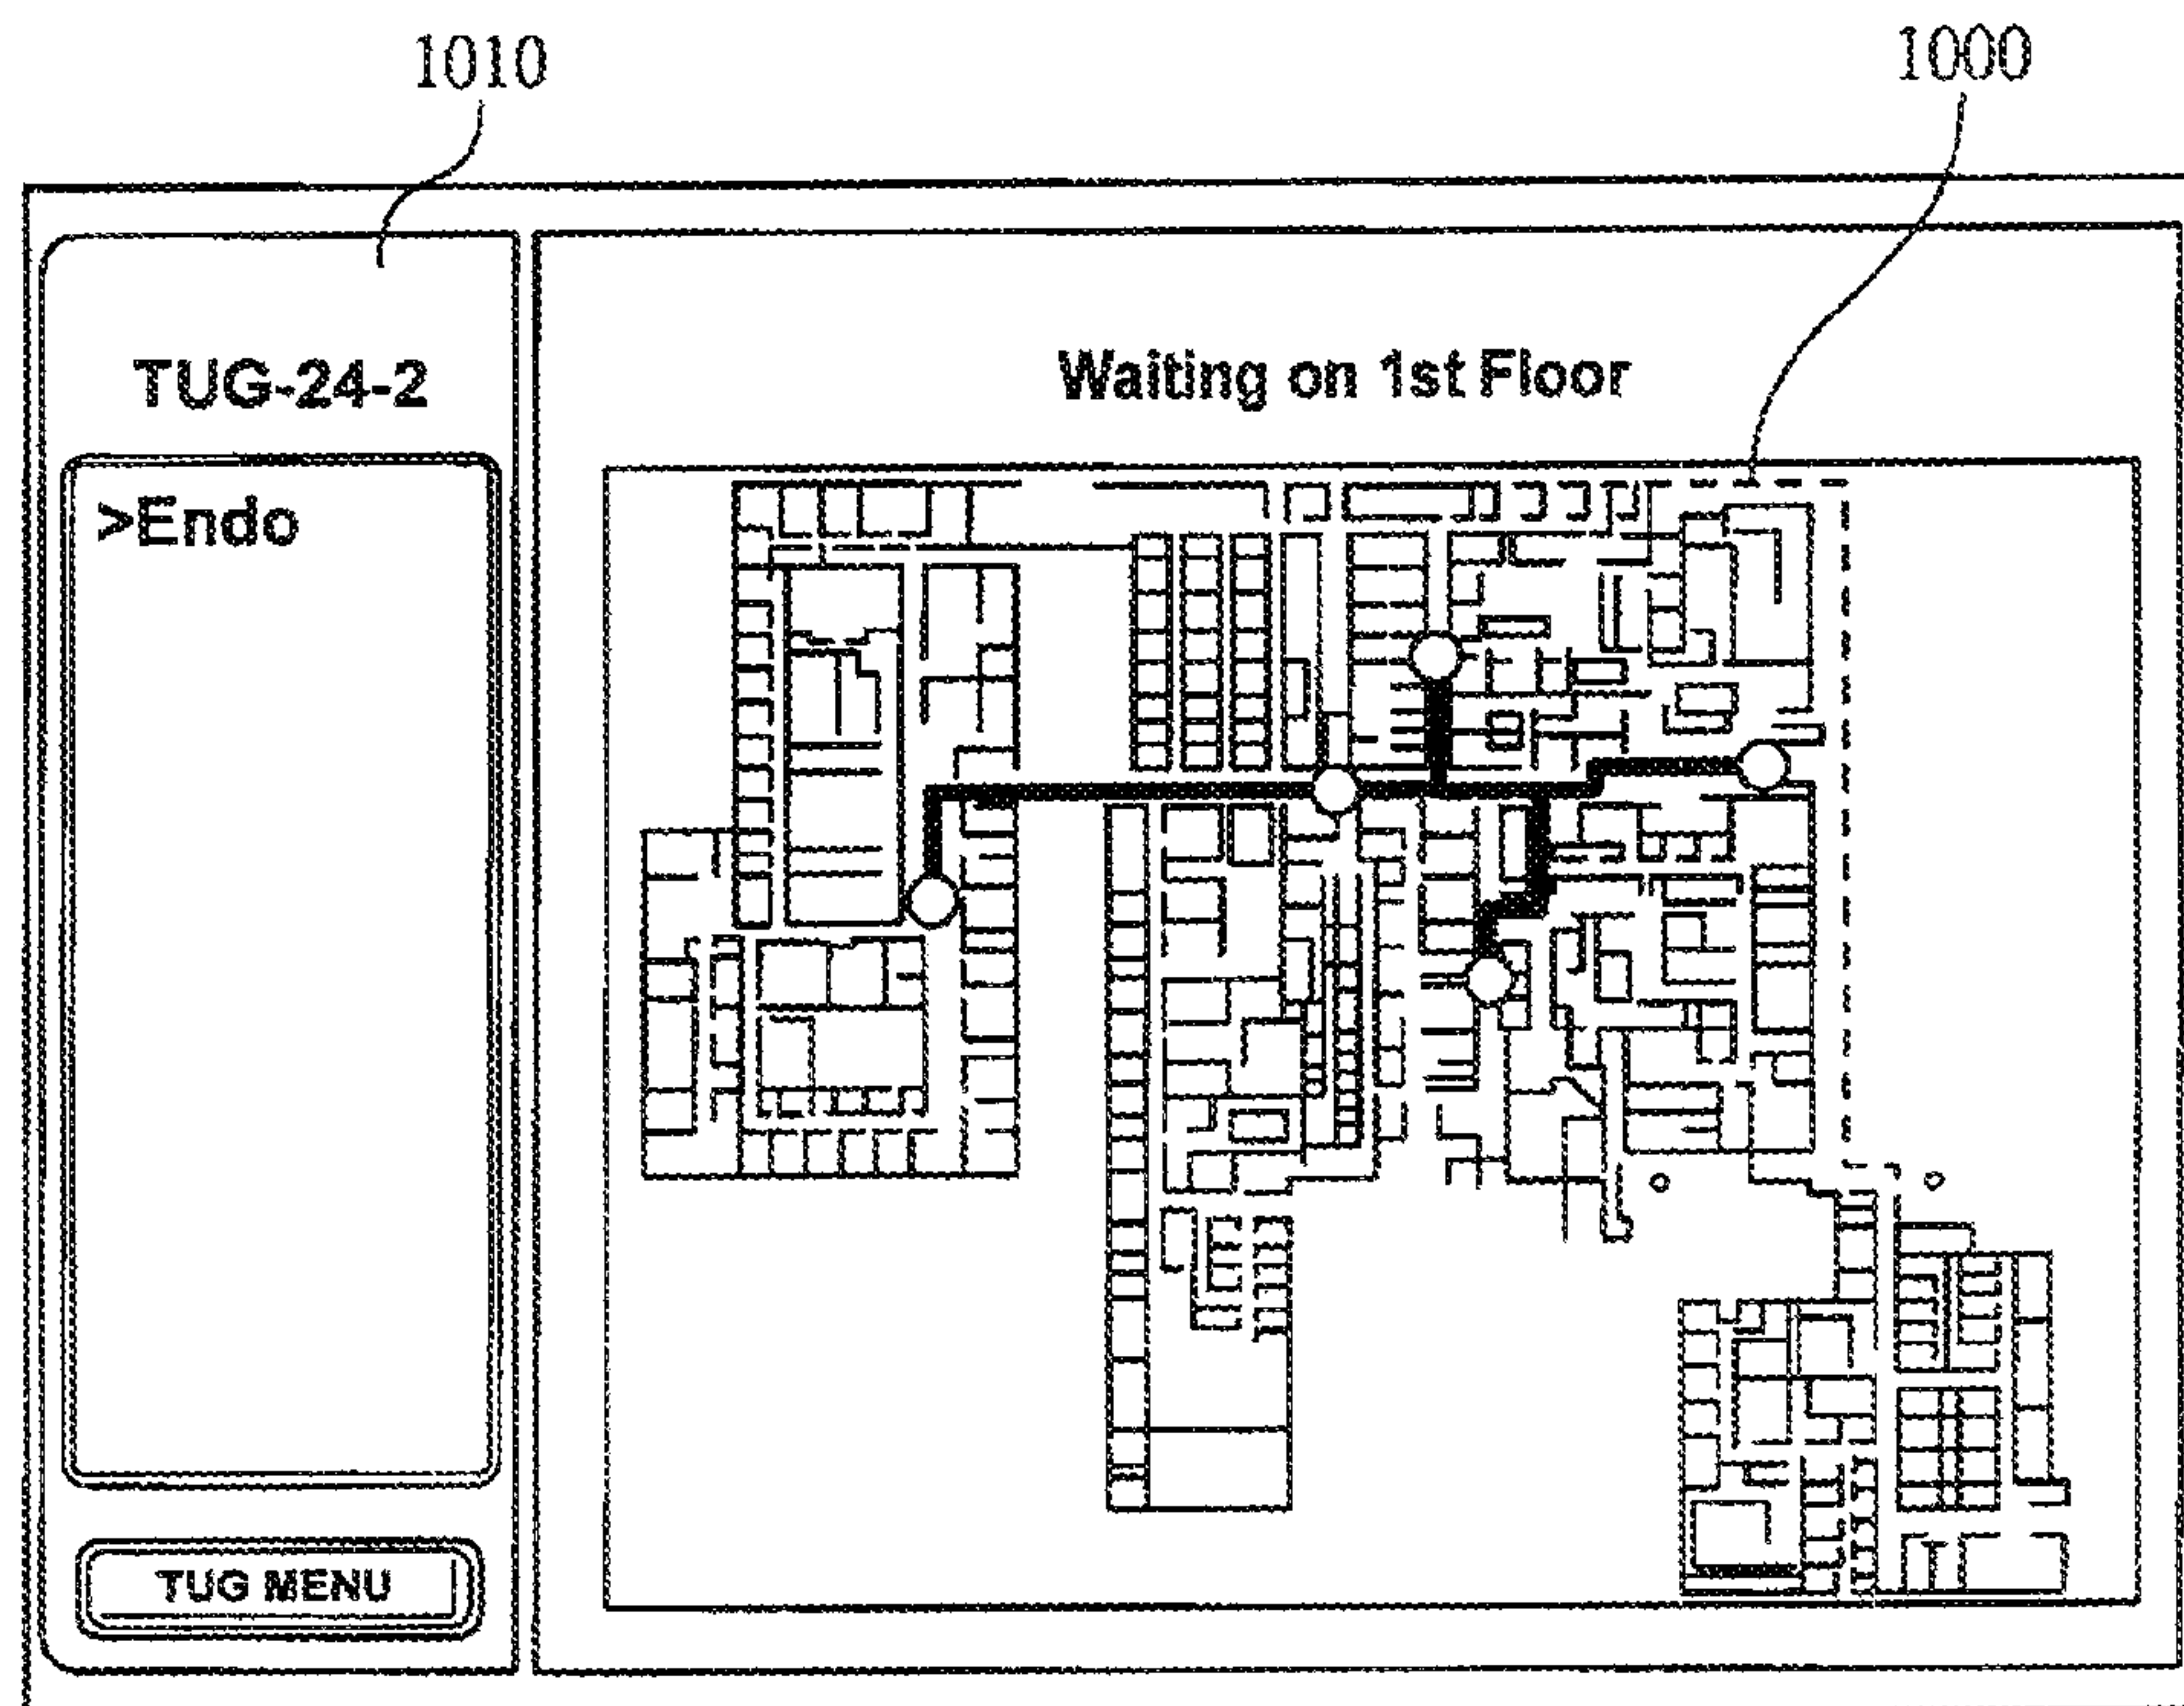 1010
1000
TUG-24-2
Waiting on 1st Floor
>Endo
TUG MENU